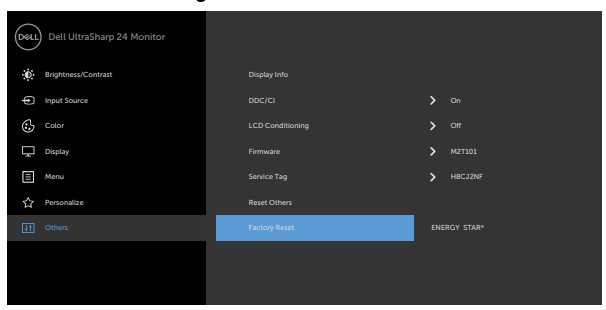 DELL Dell UltraSharp 24 Monitor
Brightness/Contrast Display Info
Input Source DDC/CI On
Color LCD Conditioning Off
Display Firmware M2T101
Menu Service Tag H8CJ2NF
Personalize Reset Others
Others Factory Reset ENERGY STAR®